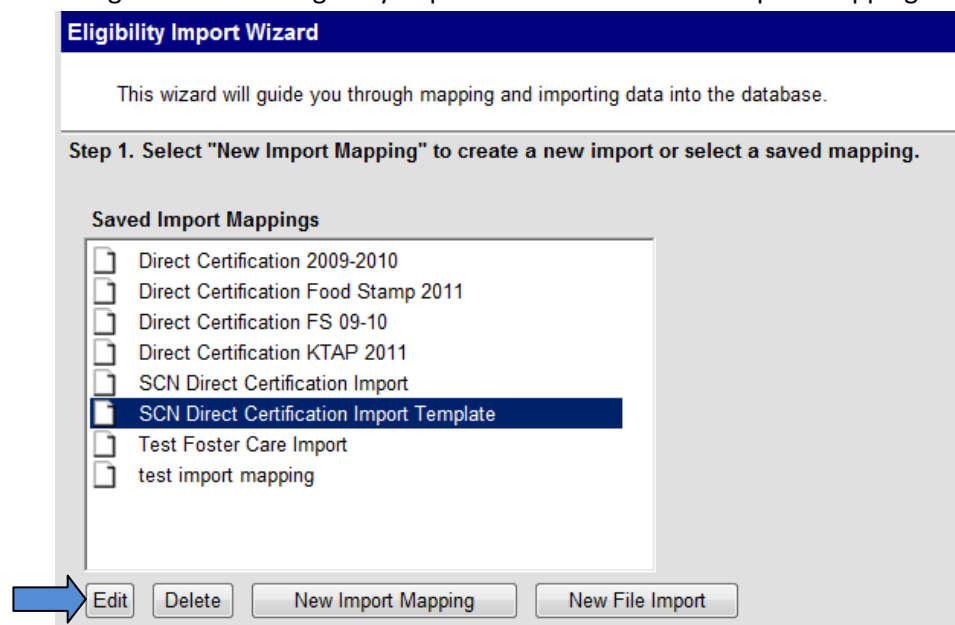 Eligibility Import Wizard
This wizard will guide you through mapping and importing data into the database.
Step 1. Select "New Import Mapping" to create a new import or select a saved mapping.
Saved Import Mappings
Direct Certification 2009-2010
Direct Certification Food Stamp 2011
Direct Certification FS 09-10
Direct Certification KTAP 2011
SCN Direct Certification Import
SCN Direct Certification Import Template
Test Foster Care Import
test import mapping
Edit Delete New Import Mapping New File Import